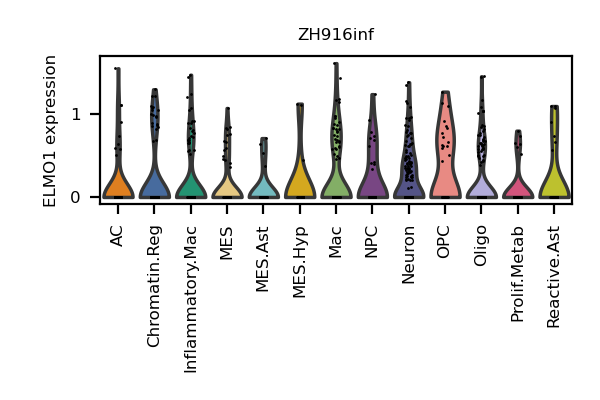 ZH916inf
ELMO1 expression
1
0
AC
Chromatin.Reg
Inflammatory.Mac
MES
MES.Ast
MES.Hyp
Mac
NPC
Neuron
OPC
Oligo
Prolif.Metab
Reactive.Ast